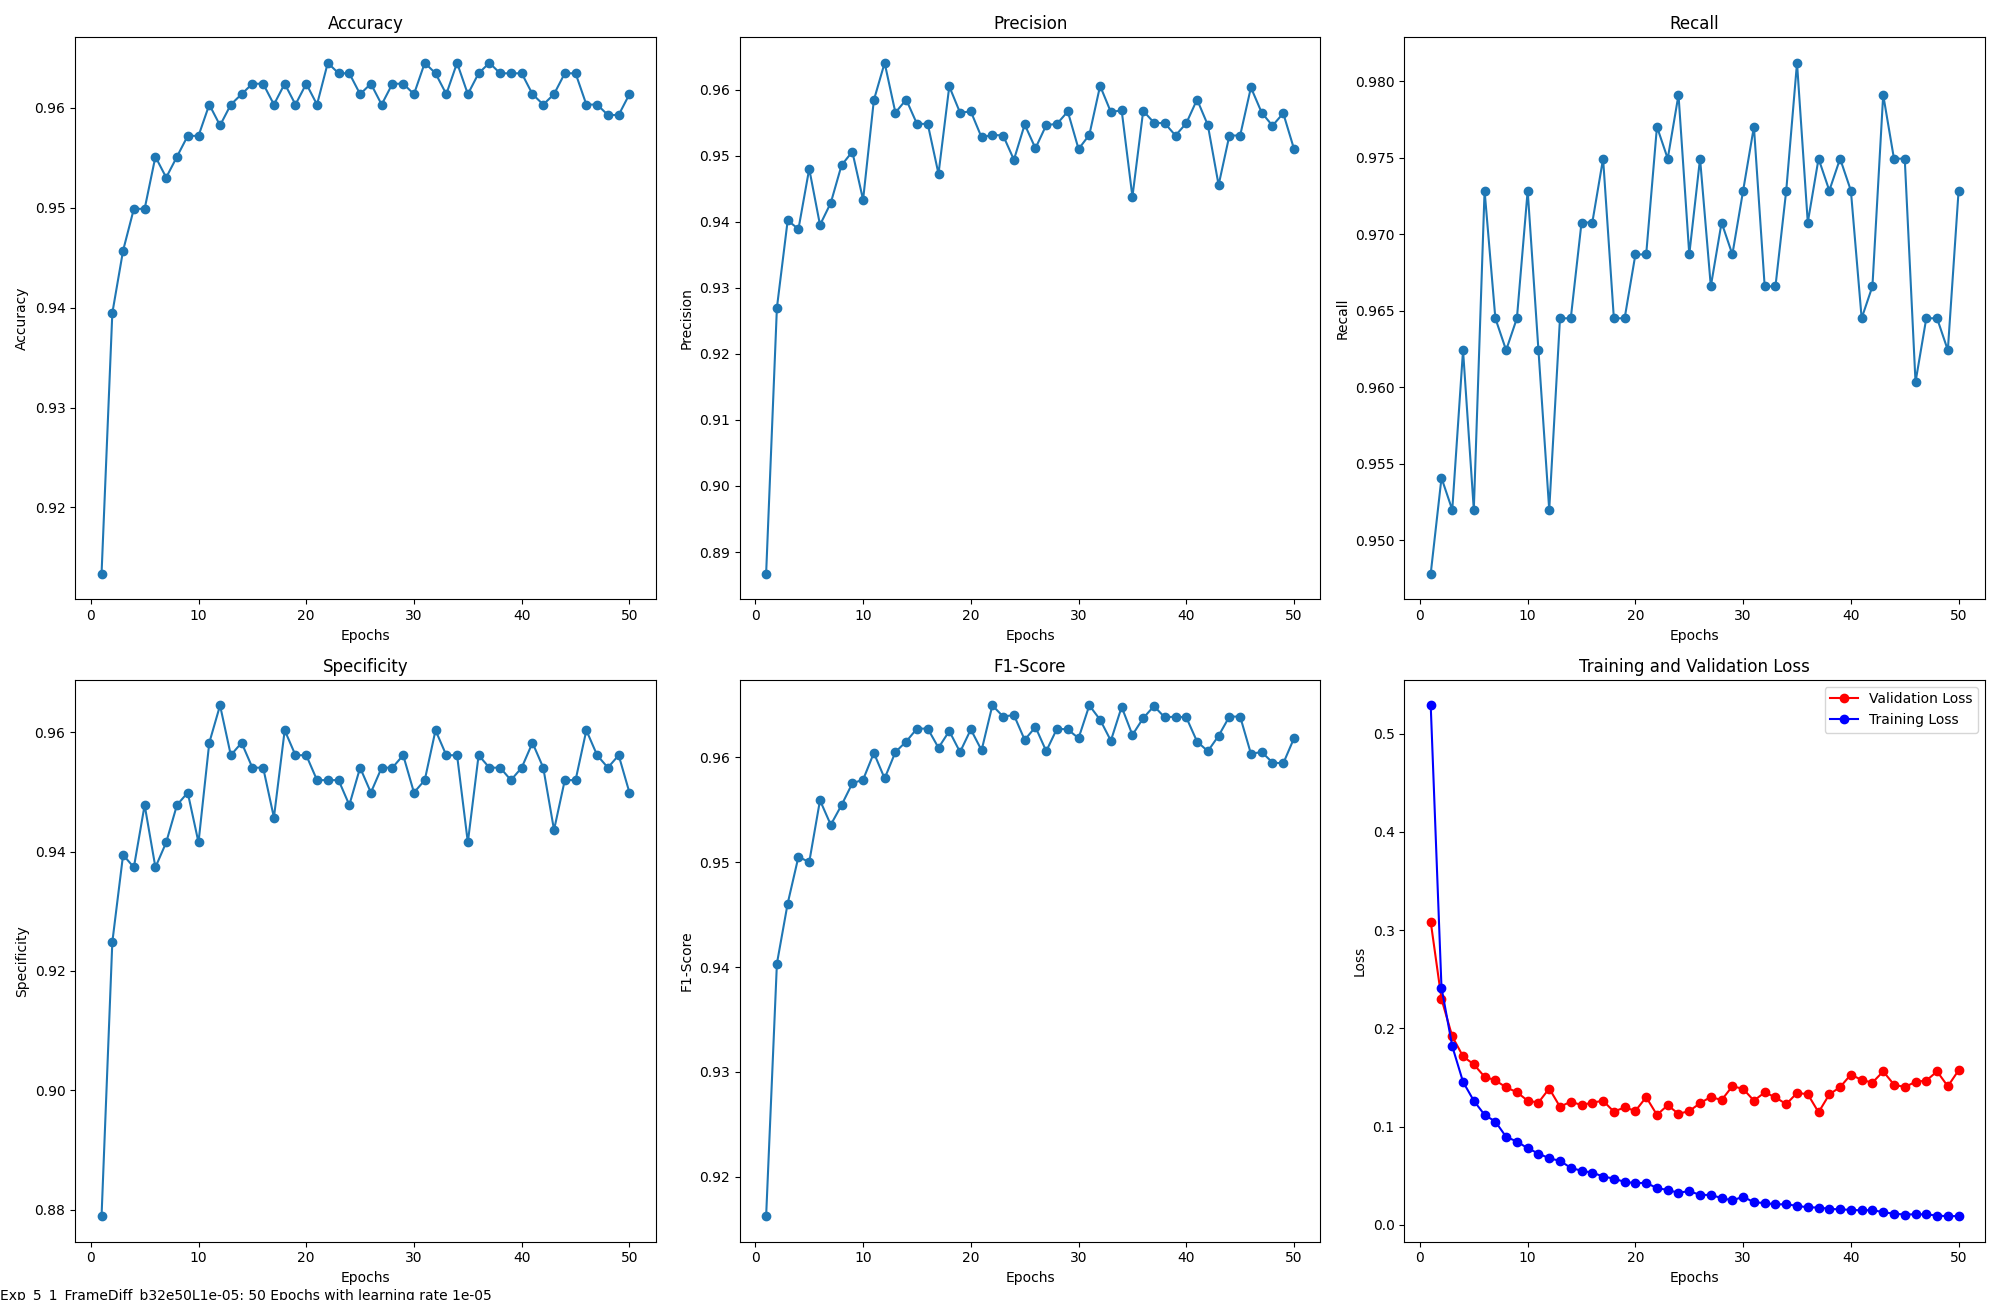 Accuracy
Accuracy
0.96
0.95
0.94
0.93
0.92
0 10 20 30 40 50
Epochs
Precision
Precision
0.96
0.95
0.94
0.93
0.92
0.91
0.90
0.89
0 10 20 30 40 50
Epochs
Recall
Recall
0.980
0.975
0.970
0.965
0.960
0.955
0.950
0 10 20 30 40 50
Epochs
Specificity
Specificity
0.96
0.94
0.92
0.90
0.88
0 10 20 30 40 50
Epochs
F1-Score
F1-Score
0.96
0.95
0.94
0.93
0.92
0 10 20 30 40 50
Epochs
Training and Validation Loss
Validation Loss
Training Loss
Loss
0.5
0.4
0.3
0.2
0.1
0.0
0 10 20 30 40 50
Epochs
Exp_5_1_FrameDiff_b32e50L1e-05: 50 Epochs with learning rate 1e-05